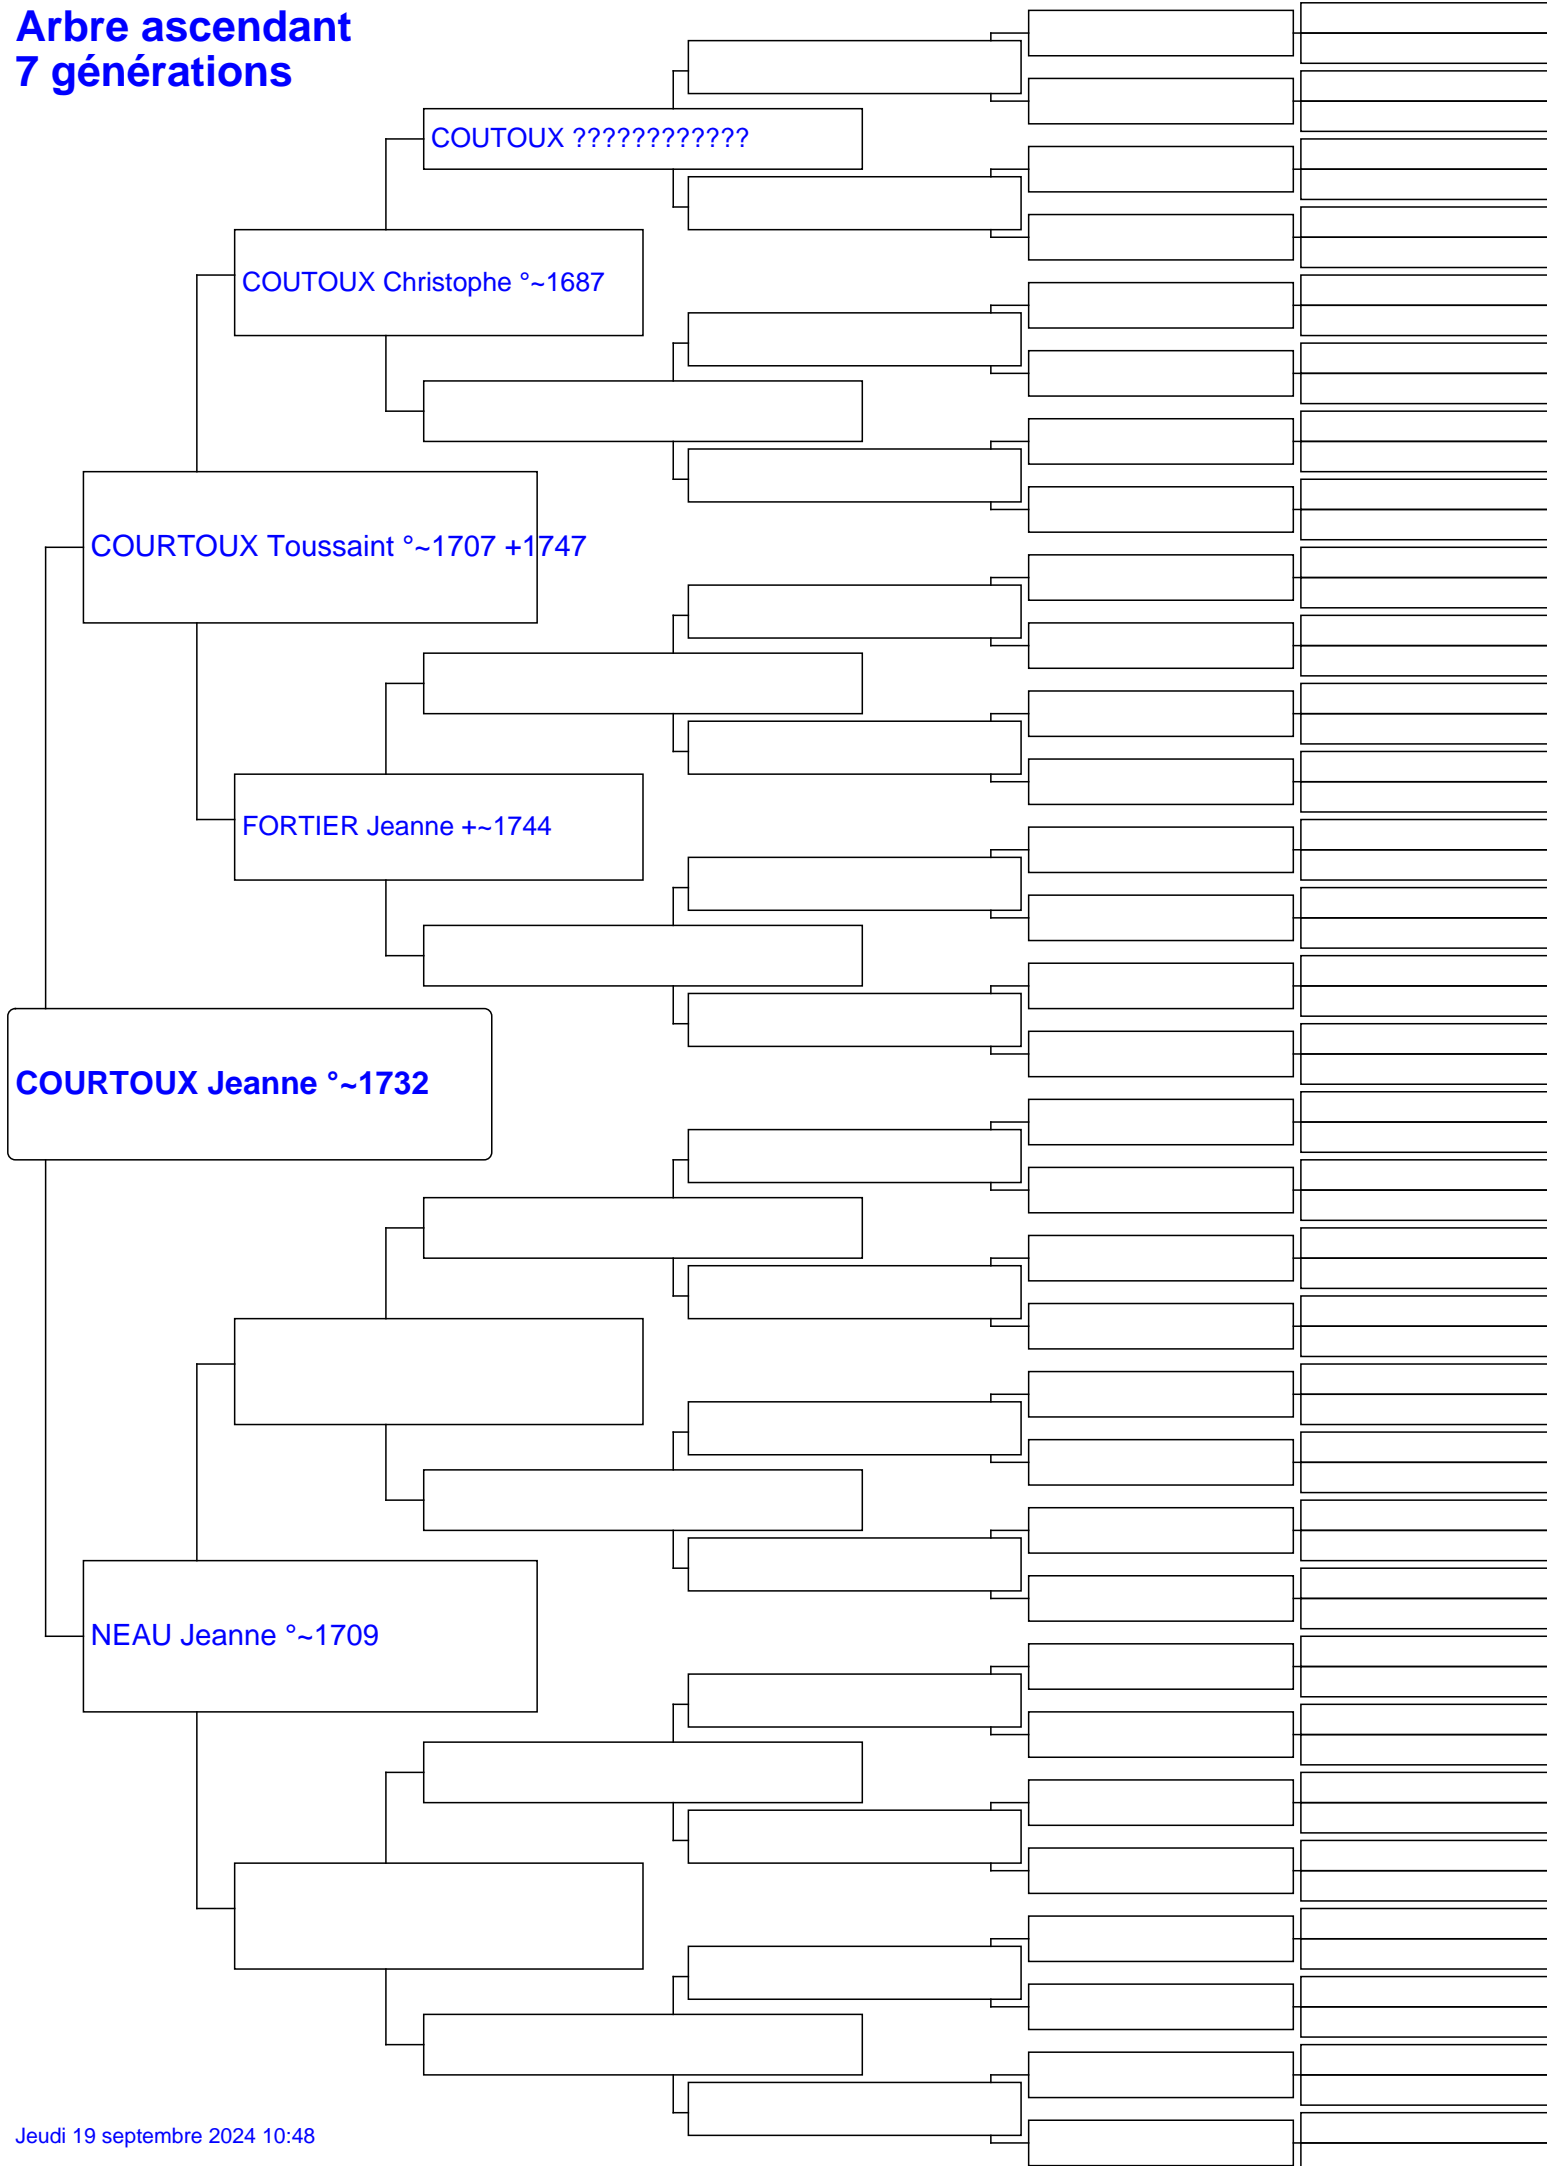 Arbre ascendant
7 générations
COUTOUX ????????????
COUTOUX Christophe °~1687
COURTOUX Toussaint °~1707 +1747
FORTIER Jeanne +~1744
COURTOUX Jeanne °~1732
NEAU Jeanne °~1709
Jeudi 19 septembre 2024 10:48